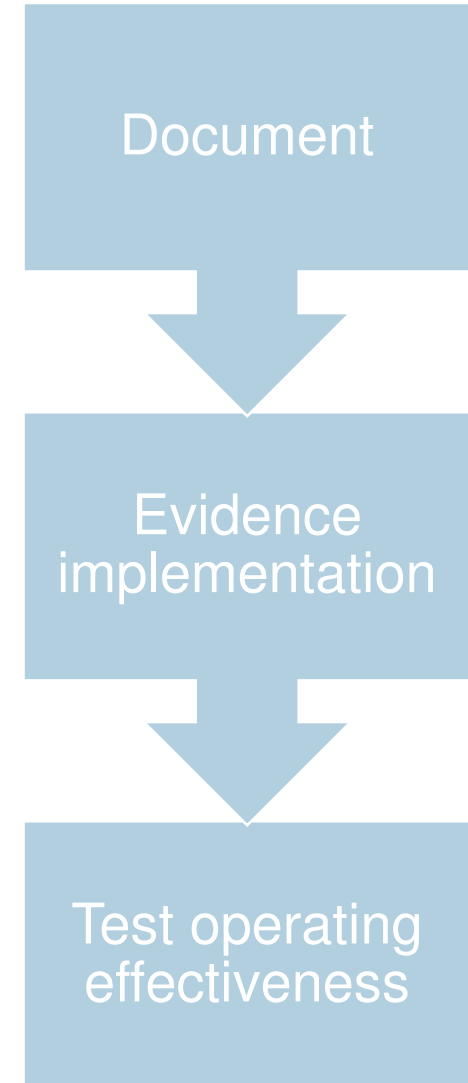 Document
Evidence
implementation
Test operating
effectiveness